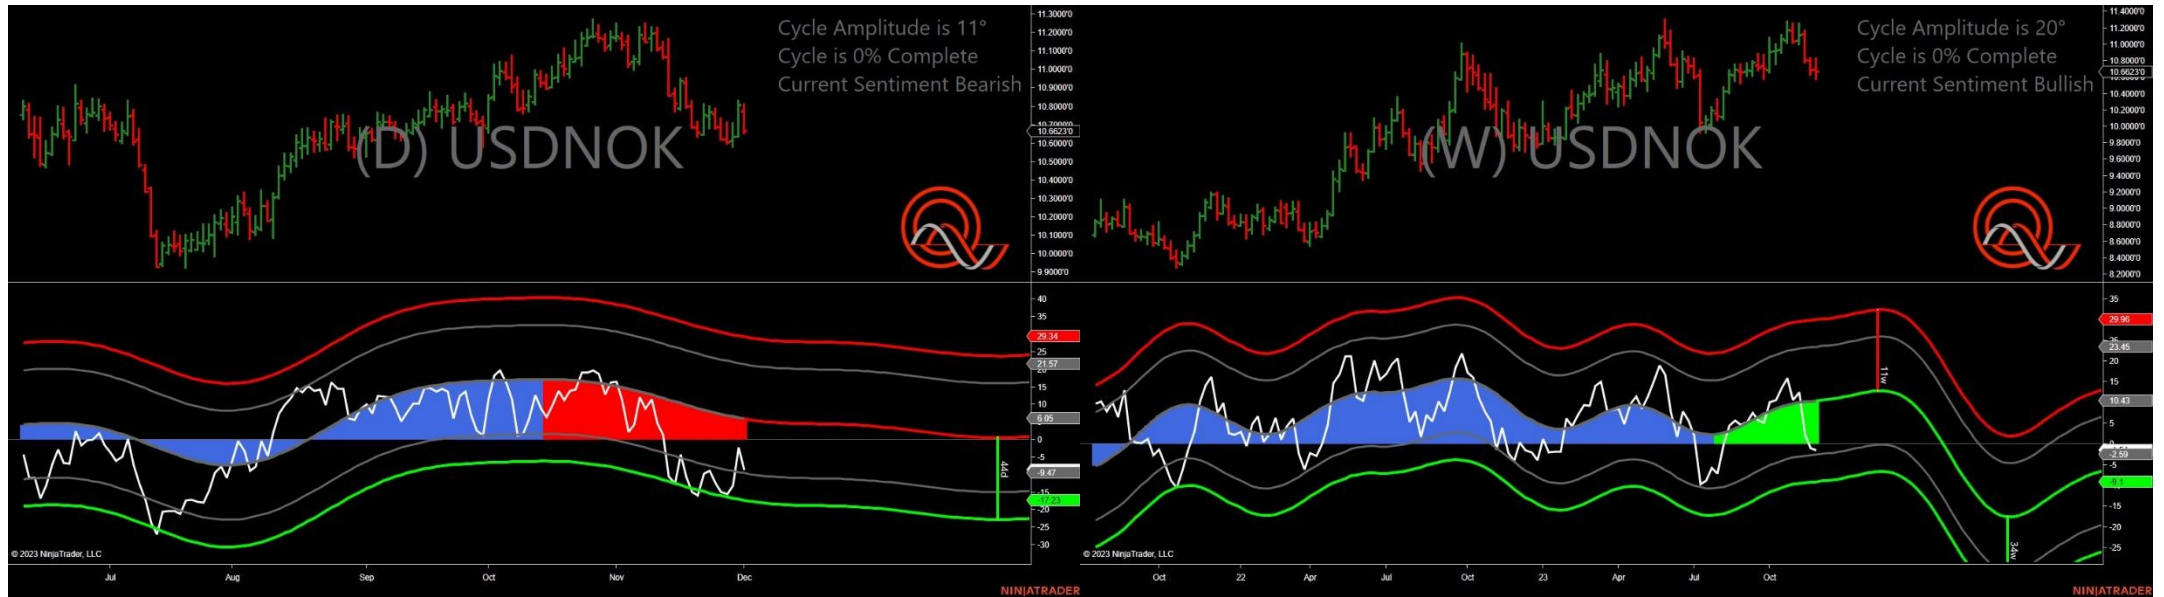 Cycle Amplitude is 11°
Cycle is 0% Complete
Current Sentiment Bearish
(D) USDNOK
11.3000'0
11.2000'0
11.1000'0
11.0000'0
10.9000'0
10.8000'0
10.6623'0
10.6000'0
10.5000'0
10.4000'0
10.3000'0
10.2000'0
10.1000'0
10.0000'0
9.9000'0
40
35
29.34
25
21.57
15
10
6.05
0
-5
-9.47
-15
-17.23
-20
-25
-30
44d
© 2023 NinjaTrader, LLC
Jul
Aug
Sep
Oct
Nov
Dec
NINJATRADER
Cycle Amplitude is 20°
Cycle is 0% Complete
Current Sentiment Bullish
(W) USDNOK
11.4000'0
11.2000'0
11.0000'0
10.8000'0
10.6623'0
10.4000'0
10.2000'0
10.0000'0
9.8000'0
9.6000'0
9.4000'0
9.2000'0
9.0000'0
8.8000'0
8.6000'0
8.4000'0
8.2000'0
35
29.96
23.45
20
15
10.43
5
0
-2.59
-5
-9.1
-15
-20
-25
11w
34w
© 2023 NinjaTrader, LLC
Oct
22
Apr
Jul
Oct
23
Apr
Jul
Oct
NINJATRADER